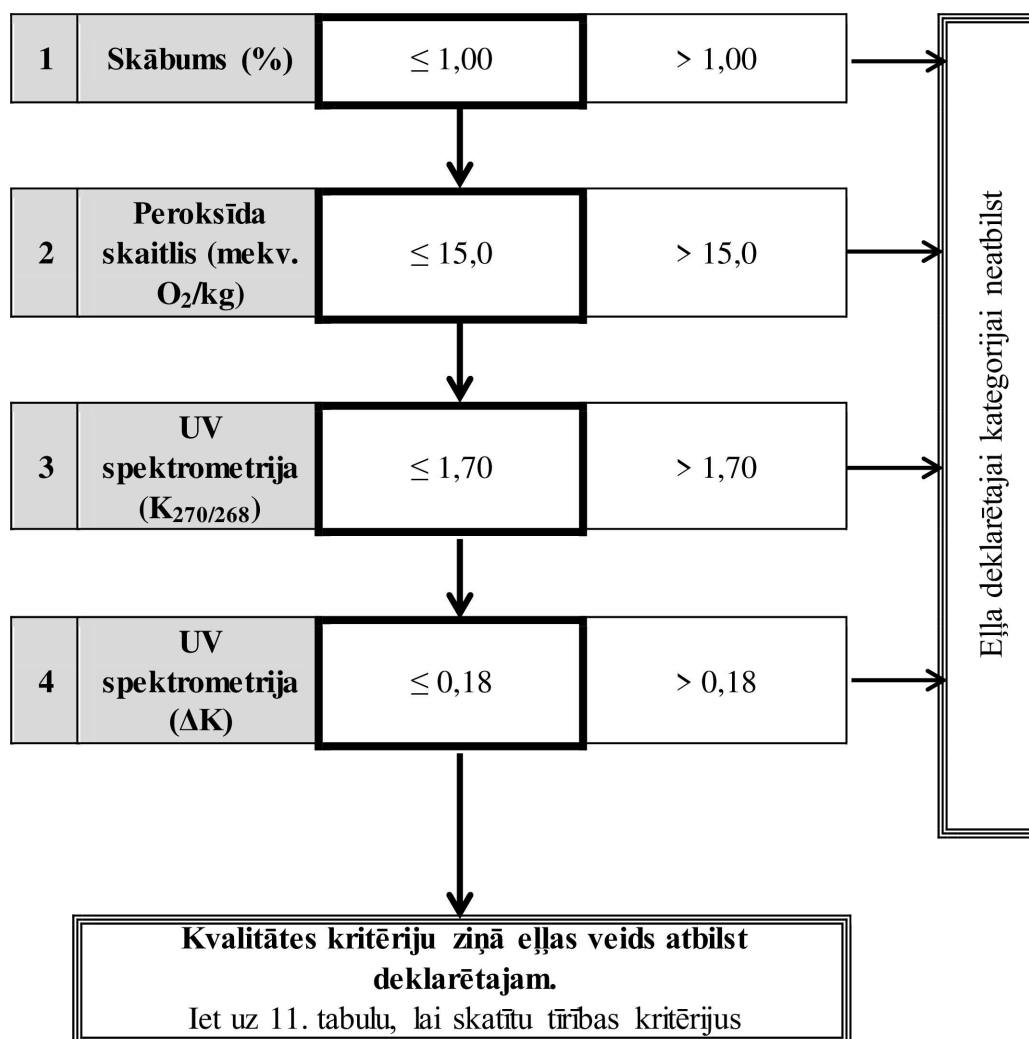 1 Skābums (%) ≤ 1,00 > 1,00
2 Peroksīda
skaitlis (mekv.
O₂/kg) ≤ 15,0 > 15,0
3 UV
spektrometrija
(K₂₇₀/₂₆₈) ≤ 1,70 > 1,70
4 UV
spektrometrija
(ΔK) ≤ 0,18 > 0,18
Eļļa deklarētajai kategorijai neatbilst
Kvalitātes kritēriju ziņā eļļas veids atbilst
deklarētajam.
Iet uz 11. tabulu, lai skatītu tīrības kritērijus